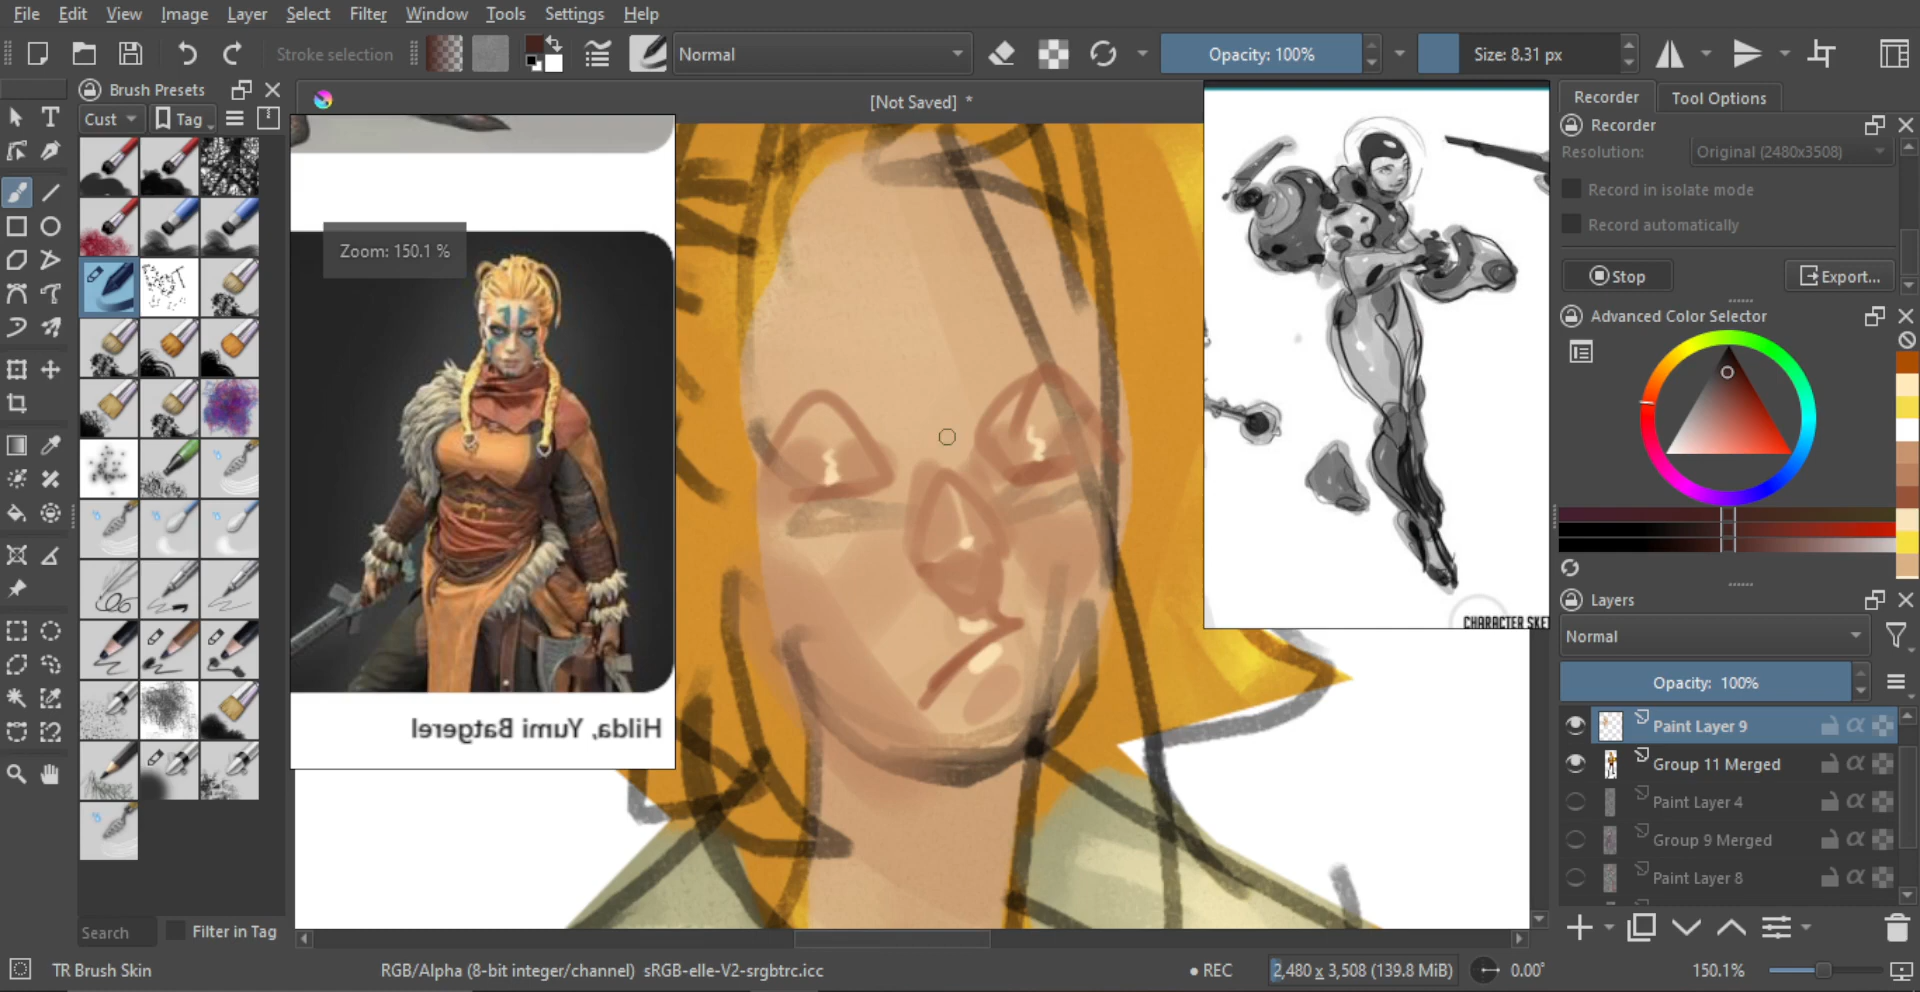 File Edit View Image Layer Select Filter Window Tools Settings Help
Stroke selection
Normal
Opacity: 100%
Size: 8.31 px
Brush Presets
Cust
Tag
[Not Saved] *
Zoom: 150.1 %
Hilda, Yumi Batgerel
CHARACTER SKE
Recorder
Tool Options
Recorder
Resolution: Original (2480x3508)
Record in isolate mode
Record automatically
Stop
Export...
Advanced Color Selector
Layers
Normal
Opacity: 100%
Paint Layer 9
Group 11 Merged
Paint Layer 4
Group 9 Merged
Paint Layer 8
Search
Filter in Tag
TR Brush Skin
RGB/Alpha (8-bit integer/channel) sRGB-elle-V2-srgbtrc.icc
● REC
2,480 x 3,508 (139.8 MiB)
0.00°
150.1%